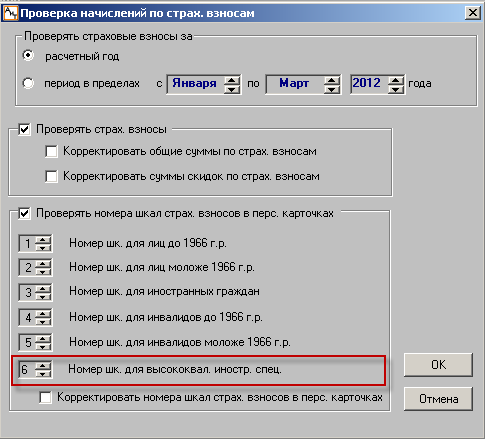 Проверка начислений по страх. взносам
Проверять страховые взносы за
расчетный год
период в пределах с Января по Март 2012 года
Проверять страх. взносы
Корректировать общие суммы по страх. взносам
Корректировать суммы скидок по страх. взносам
Проверять номера шкал страх. взносов в перс. карточках
1 Номер шк. для лиц до 1966 г.р.
2 Номер шк. для лиц моложе 1966 г.р.
3 Номер шк. для иностранных граждан
4 Номер шк. для инвалидов до 1966 г.р.
5 Номер шк. для инвалидов моложе 1966 г.р.
6 Номер шк. для высококвал. иностр. спец.
Корректировать номера шкал страх. взносов в перс. карточках
OK
Отмена